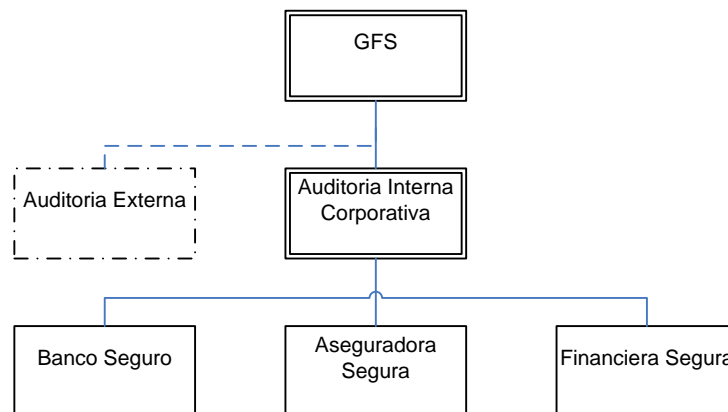 GFS
Auditoria Externa
Auditoria Interna
Corporativa
Banco Seguro
Aseguradora
Segura
Financiera Segura